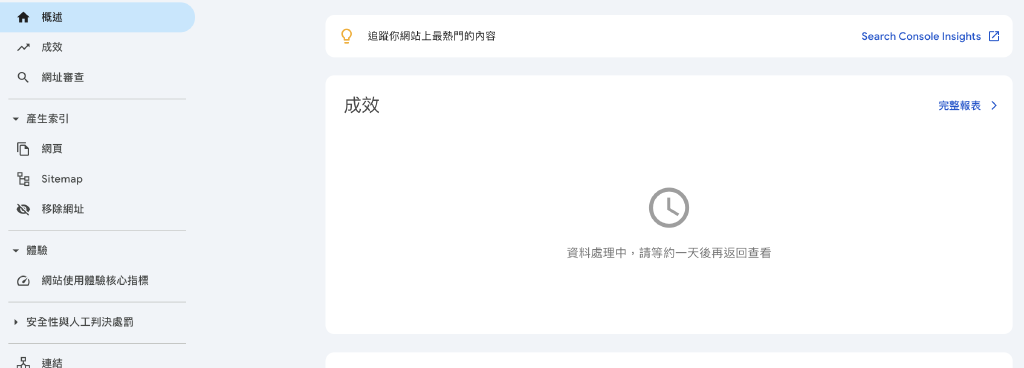 概述
成效
網址審查
產生索引
網頁
Sitemap
移除網址
體驗
網站使用體驗核心指標
安全性與人工判決處罰
連結
追蹤你網站上最熱門的內容
Search Console Insights
成效
完整報表
資料處理中，請等約一天後再返回查看